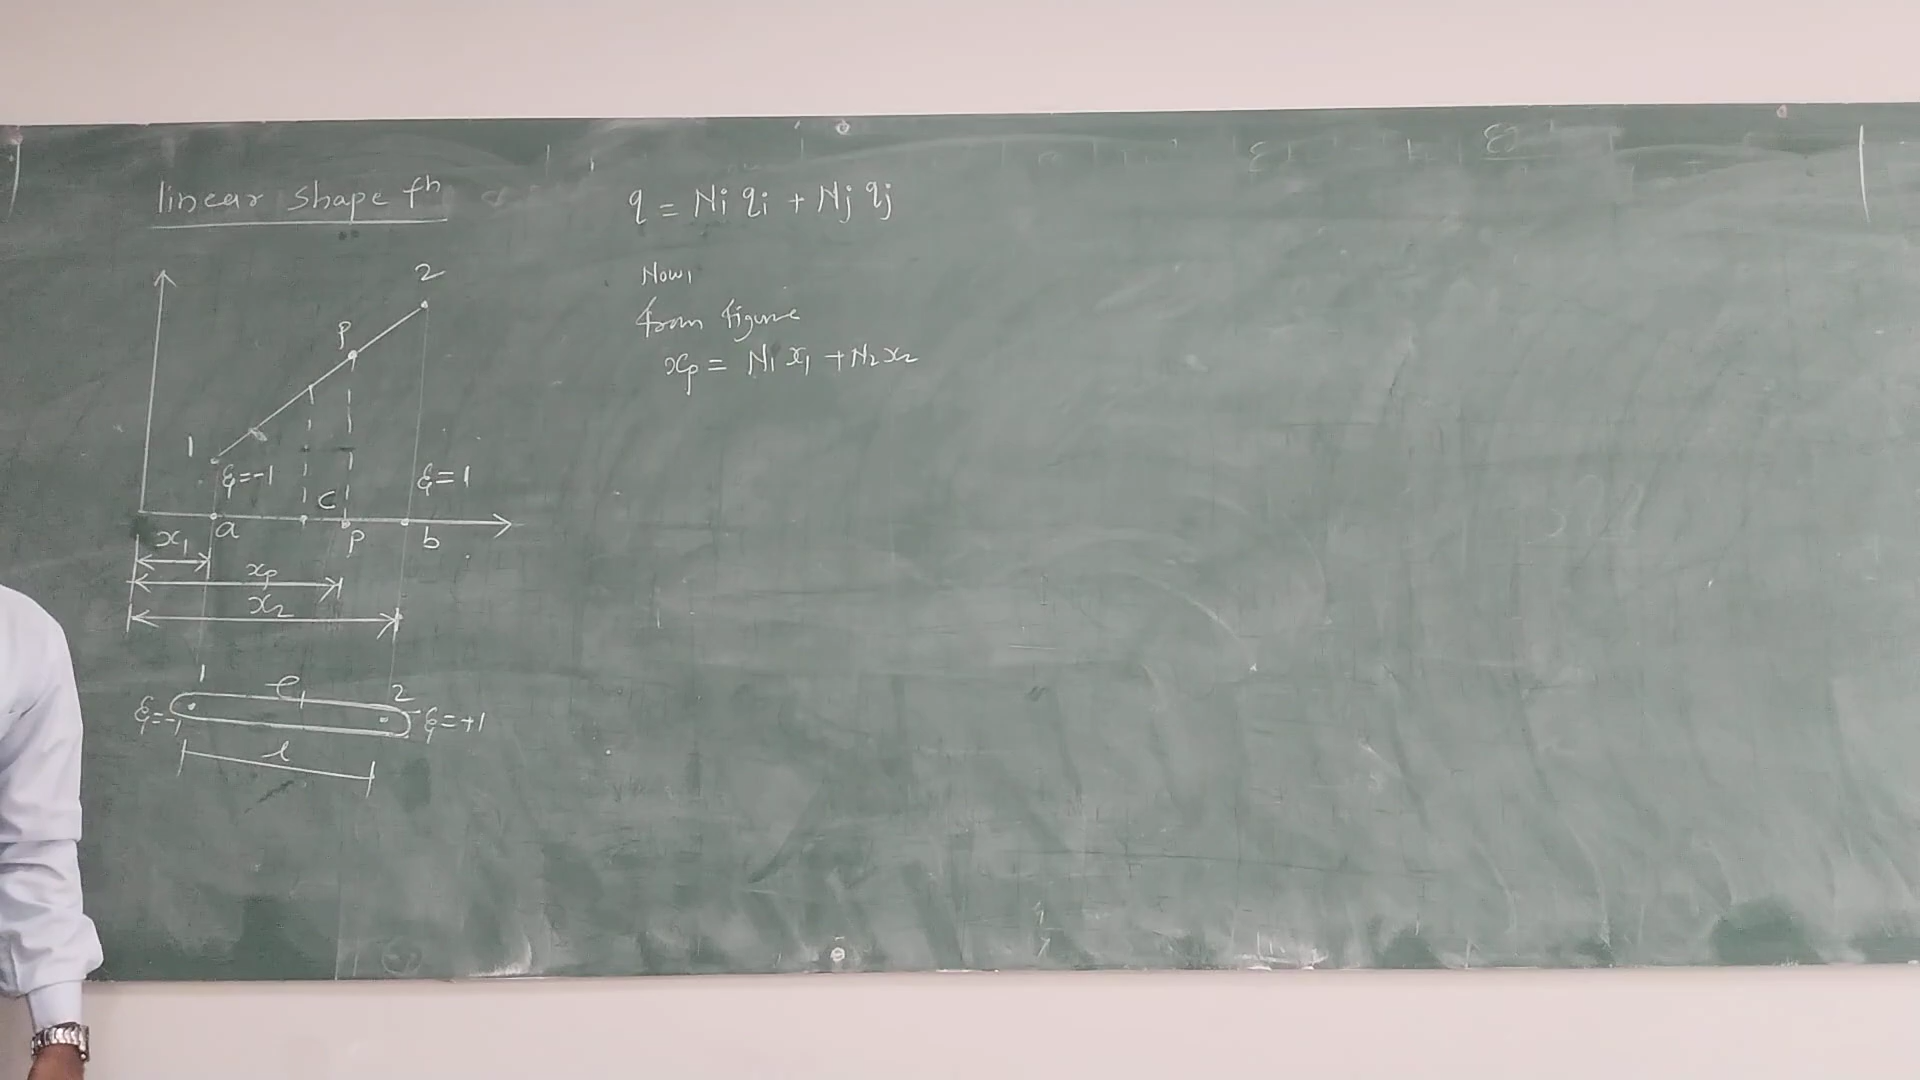 linear shape fn
q = Ni qi + Nj qj
Now,
from figure
xp = N1 x1 + N2 x2
2
P
1
ξ=-1
ξ=1
C
a
P
b
x1
xp
x2
1
e1
2
ξ=-1
ξ=+1
l